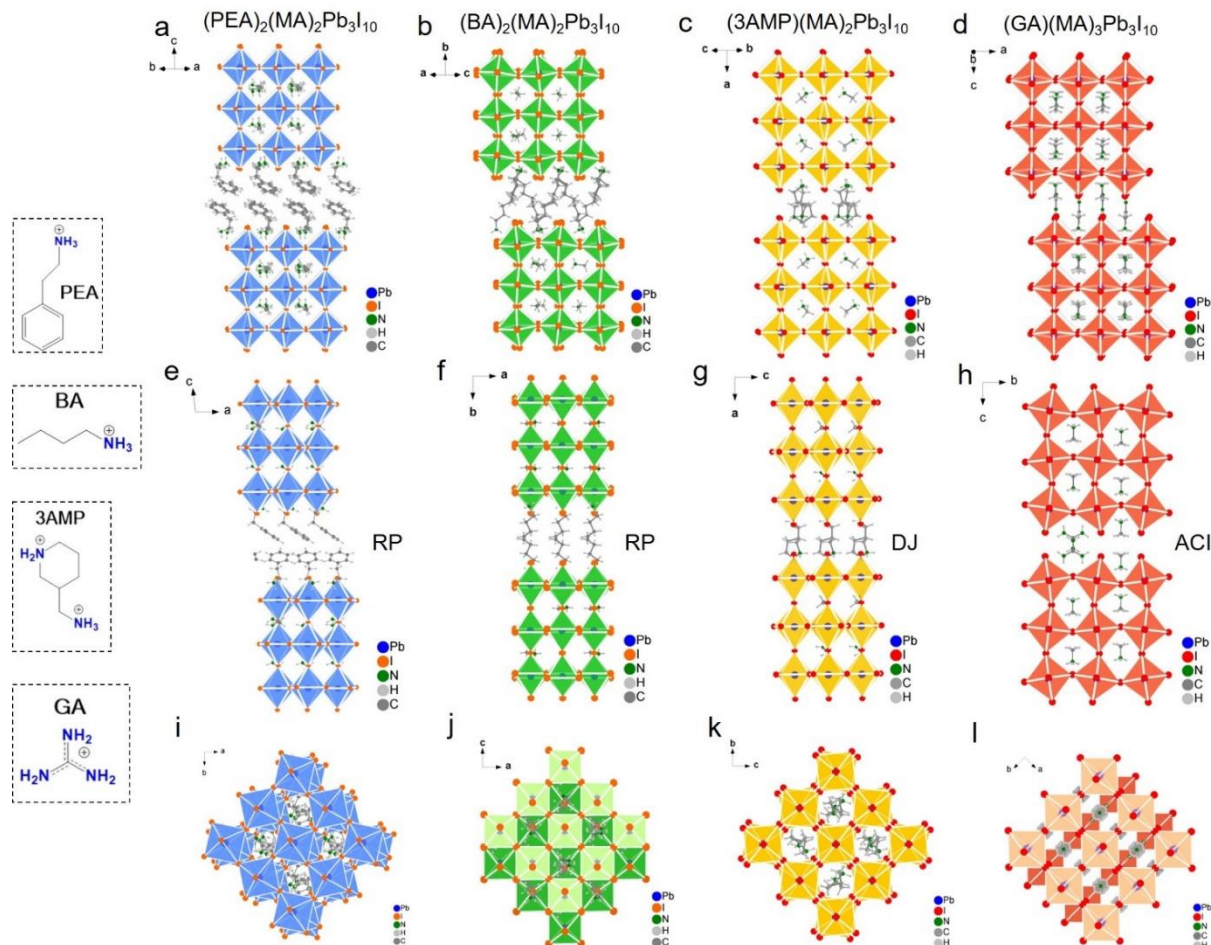 (PEA)₂(MA)₂Pb₃I₁₀
(BA)₂(MA)₂Pb₃I₁₀
(3AMP)(MA)₂Pb₃I₁₀
(GA)(MA)₃Pb₃I₁₀
a
c
b
a
b
b
a
c
c
c
b
a
d
a
b
c
Pb
I
N
H
C
Pb
I
N
H
C
Pb
I
N
C
H
Pb
I
N
C
H
⊕
NH₃
PEA
BA
⊕
NH₃
3AMP
⊕
H₂N
⊕
NH₃
GA
NH₂
⊕
H₂N
NH₂
e
c
a
RP
f
a
b
RP
g
c
a
DJ
h
b
c
ACI
Pb
I
N
H
C
Pb
I
N
H
C
Pb
I
N
C
H
Pb
I
N
C
H
i
a
b
j
c
a
k
b
c
l
b
a
Pb
I
N
H
C
Pb
I
N
H
C
Pb
I
N
C
H
Pb
I
N
C
H